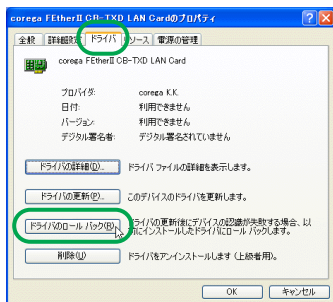 corega FEtherII CB-TXD LAN Cardのプロパティ
全般 詳細設定 ドライバ リソース 電源の管理
corega FEtherII CB-TXD LAN Card
プロバイダ: corega K.K.
日付: 利用できません
バージョン: 利用できません
デジタル署名者: デジタル署名されていません
ドライバの詳細(D)... ドライバ ファイルの詳細を表示します。
ドライバの更新(P)... このデバイスのドライバを更新します。
ドライバのロール バック(R) ドライバの更新後にデバイスの認識が失敗する場合、以
前にインストールしたドライバにロール バックします。
削除(U) ドライバをアンインストールします (上級者用)。
OK キャンセル